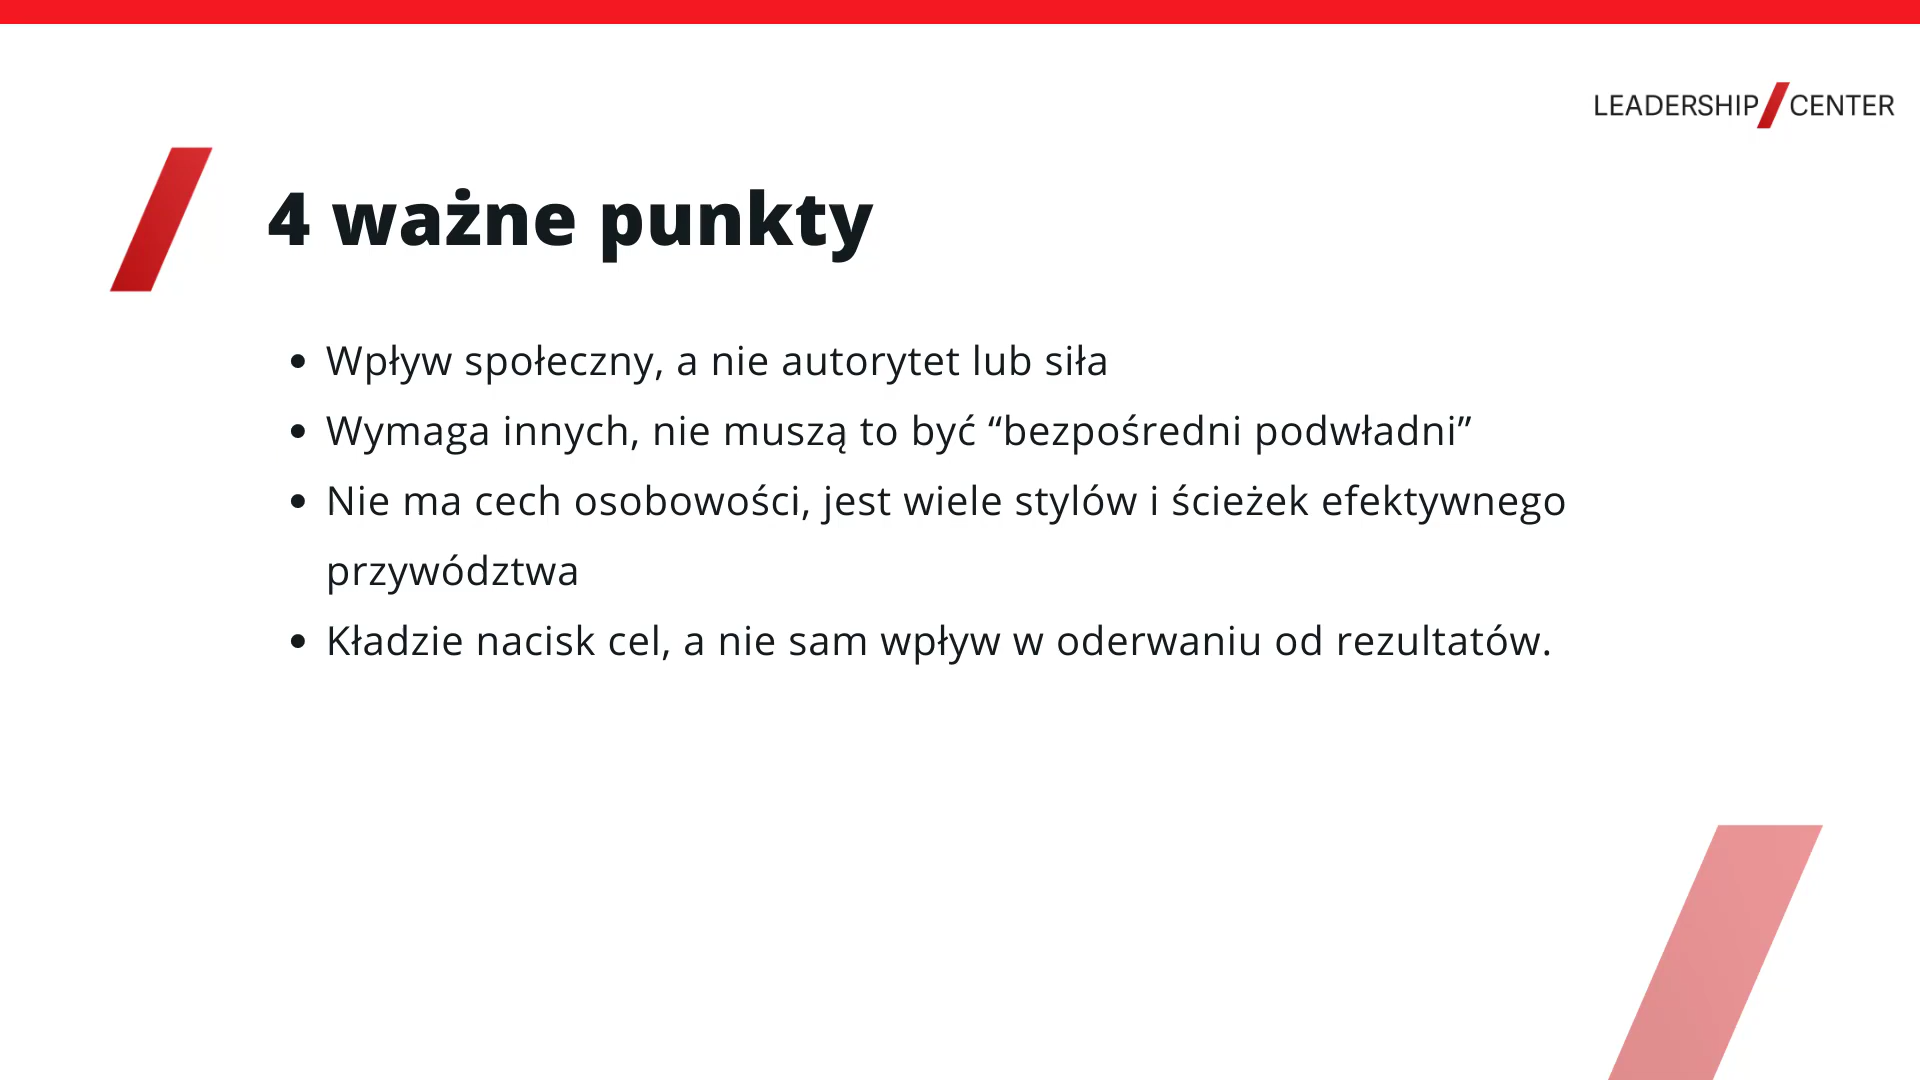 LEADERSHIP/CENTER
4 ważne punkty
• Wpływ społeczny, a nie autorytet lub siła
• Wymaga innych, nie muszą to być “bezpośredni podwładni”
• Nie ma cech osobowości, jest wiele stylów i ścieżek efektywnego
przywództwa
• Kładzie nacisk cel, a nie sam wpływ w oderwaniu od rezultatów.